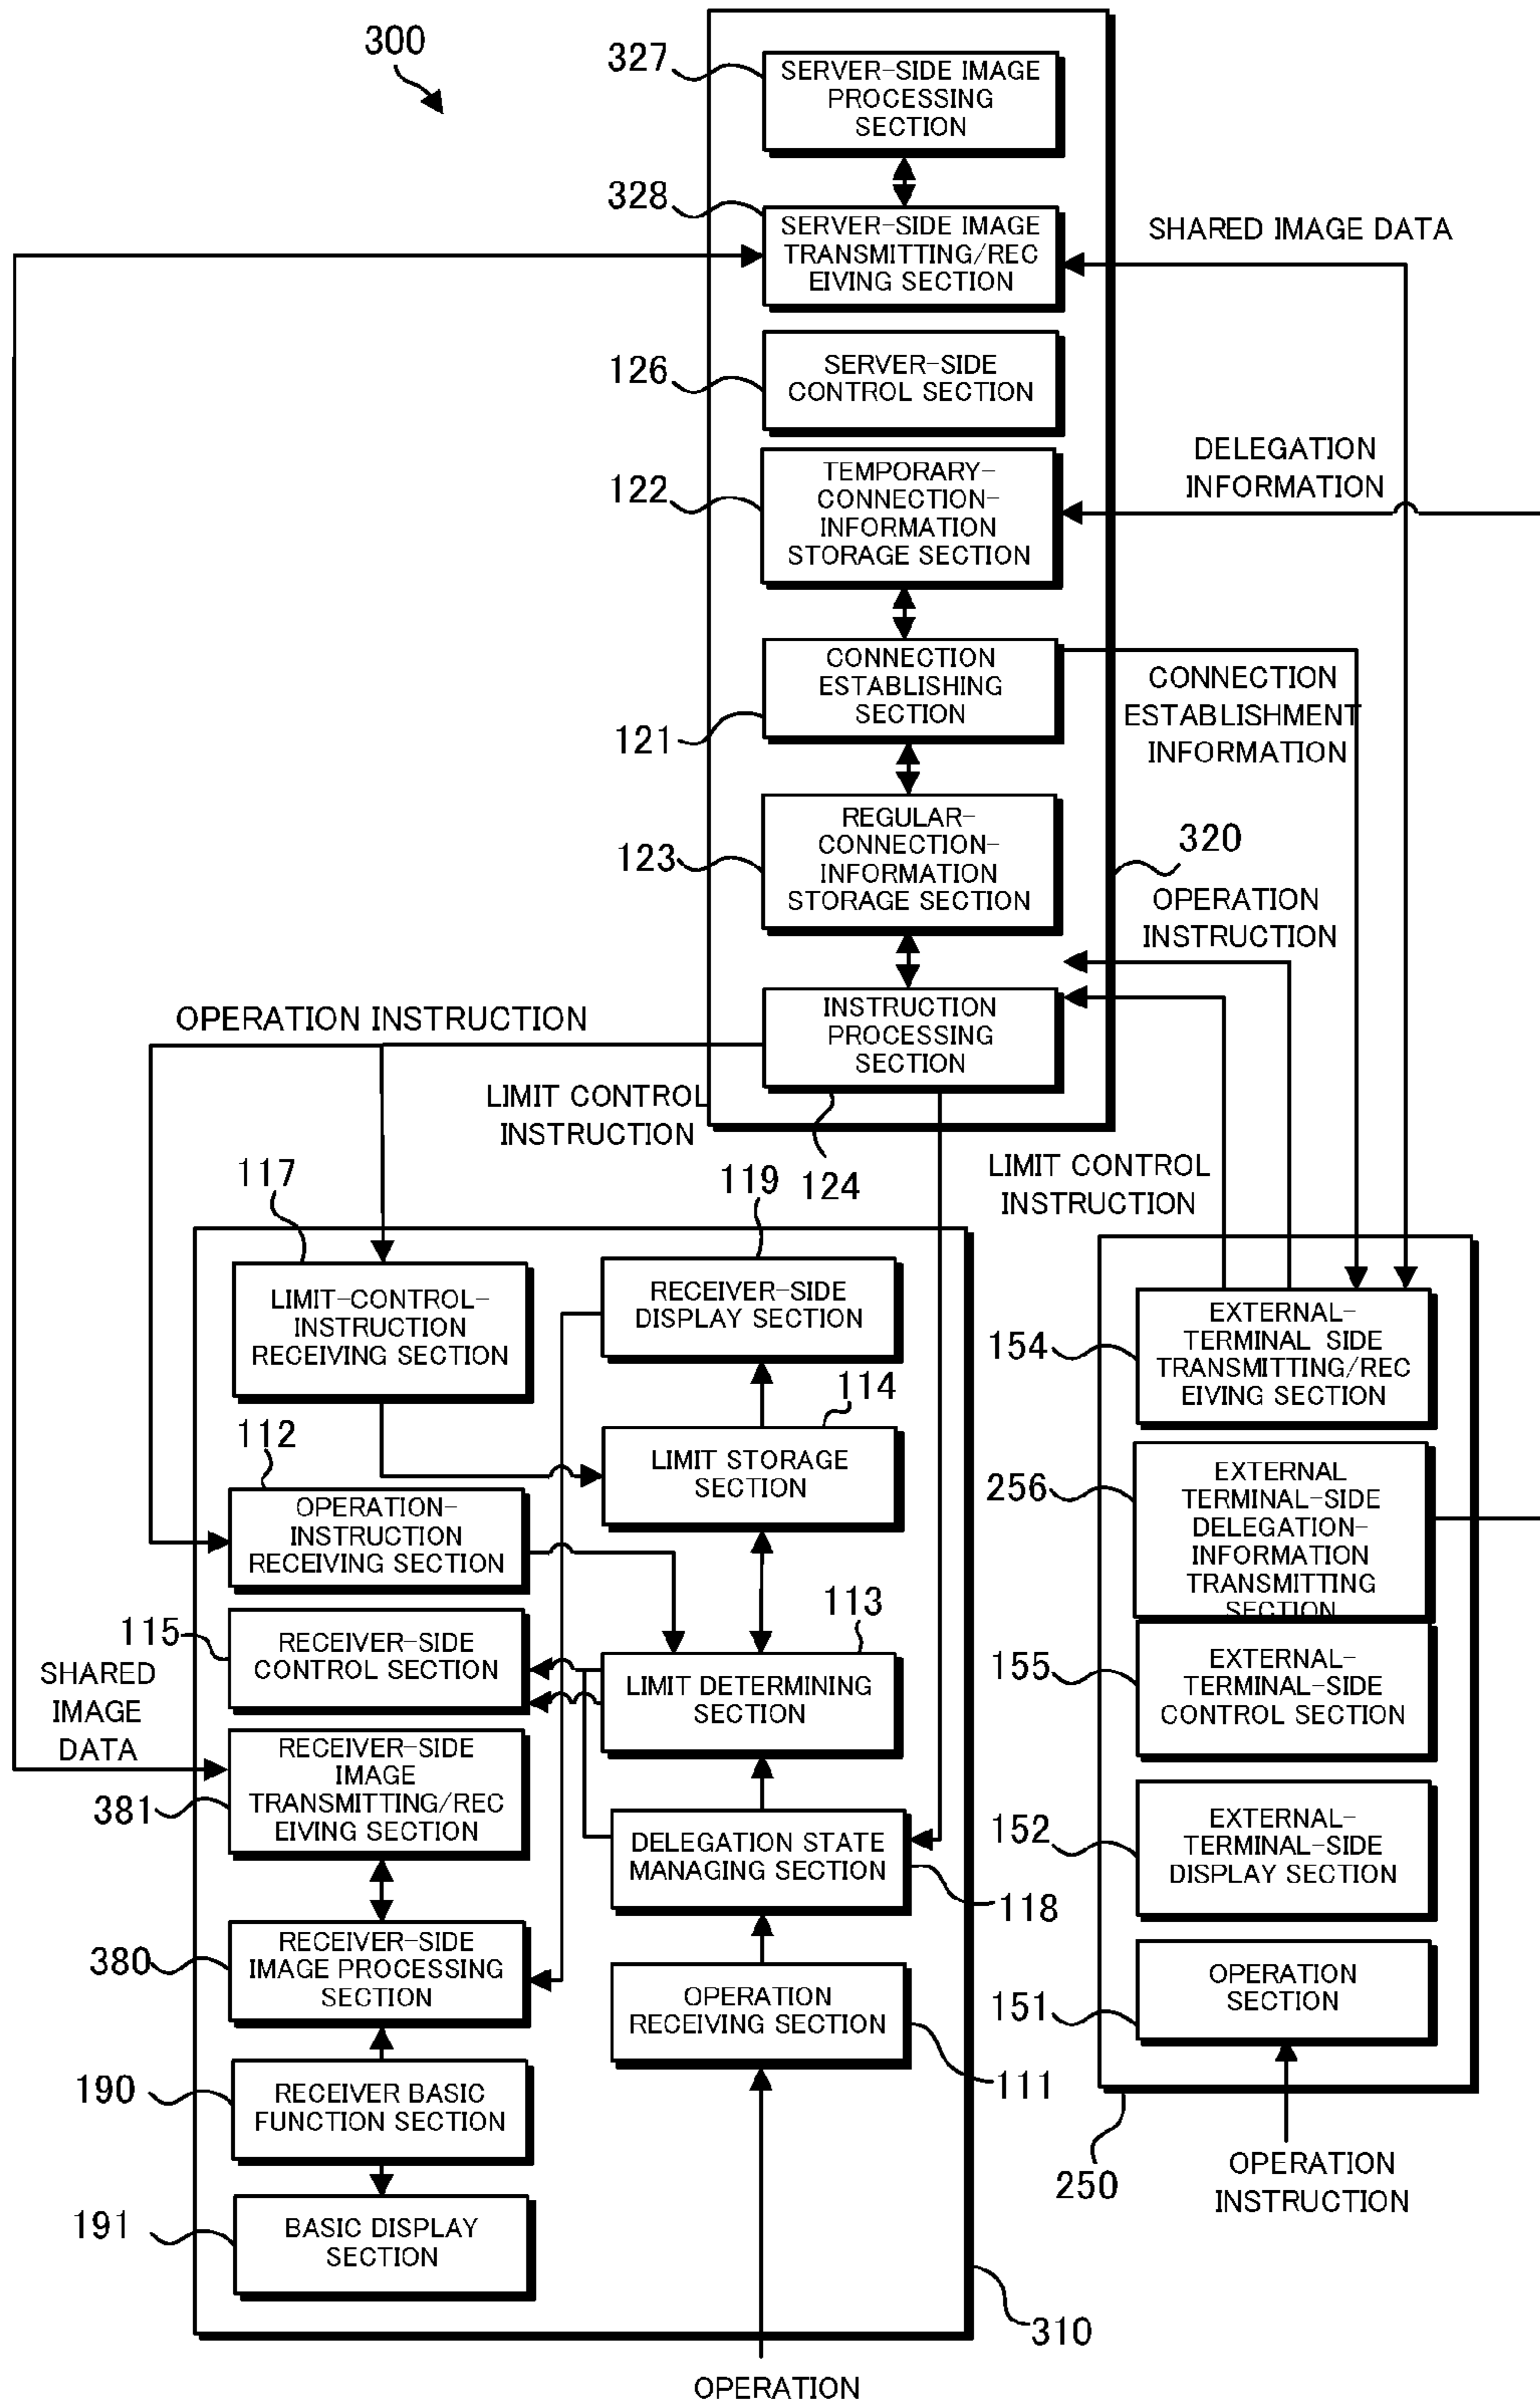 300
327
SERVER-SIDE IMAGE
PROCESSING
SECTION
328
SERVER-SIDE IMAGE
TRANSMITTING/REC
EIVING SECTION
SHARED IMAGE DATA
126
SERVER-SIDE
CONTROL SECTION
122
TEMPORARY-
CONNECTION-
INFORMATION
STORAGE SECTION
DELEGATION
INFORMATION
121
CONNECTION
ESTABLISHING
SECTION
CONNECTION
ESTABLISHMENT
INFORMATION
123
REGULAR-
CONNECTION-
INFORMATION
STORAGE SECTION
320
OPERATION
INSTRUCTION
INSTRUCTION
PROCESSING
SECTION
124
OPERATION INSTRUCTION
LIMIT CONTROL
INSTRUCTION
LIMIT CONTROL
INSTRUCTION
117
LIMIT-CONTROL-
INSTRUCTION
RECEIVING SECTION
119
RECEIVER-SIDE
DISPLAY SECTION
114
LIMIT STORAGE
SECTION
112
OPERATION-
INSTRUCTION
RECEIVING SECTION
115
RECEIVER-SIDE
CONTROL SECTION
113
LIMIT DETERMINING
SECTION
SHARED
IMAGE
DATA
381
RECEIVER-SIDE
IMAGE
TRANSMITTING/REC
EIVING SECTION
DELEGATION STATE
MANAGING SECTION
118
380
RECEIVER-SIDE
IMAGE PROCESSING
SECTION
OPERATION
RECEIVING SECTION
111
190
RECEIVER BASIC
FUNCTION SECTION
191
BASIC DISPLAY
SECTION
310
OPERATION
154
EXTERNAL-
TERMINAL SIDE
TRANSMITTING/REC
EIVING SECTION
256
EXTERNAL
TERMINAL-SIDE
DELEGATION-
INFORMATION
TRANSMITTING
SECTION
155
EXTERNAL-
TERMINAL-SIDE
CONTROL SECTION
152
EXTERNAL-
TERMINAL-SIDE
DISPLAY SECTION
151
OPERATION
SECTION
250
OPERATION
INSTRUCTION